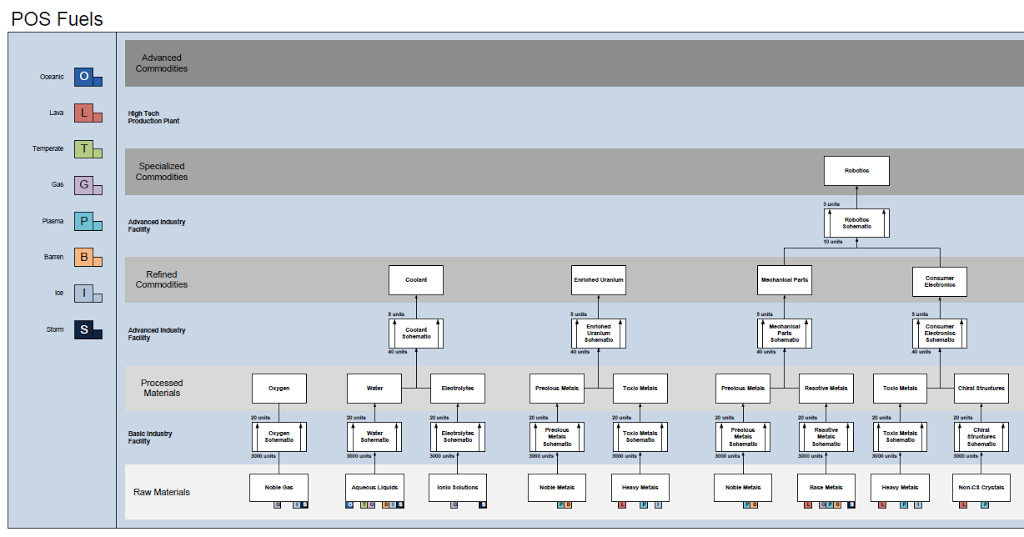 POS Fuels
Oceanic
O
Lava
L
Temperate
T
Gas
G
Plasma
P
Barren
B
Ice
I
Storm
S
Advanced
Commodities
High Tech
Production Plant
Specialized
Commodities
Robotics
3 units
Advanced Industry
Facility
Robotics
Schematic
10 units
Refined
Commodities
Coolant
Enriched Uranium
Mechanical Parts
Consumer
Electronics
5 units
5 units
5 units
5 units
Advanced Industry
Facility
Coolant
Schematic
Enriched
Uranium
Schematic
Mechanical
Parts
Schematic
Consumer
Electronics
Schematic
40 units
40 units
40 units
40 units
Processed
Materials
Oxygen
Water
Electrolytes
Precious Metals
Toxic Metals
Precious Metals
Reactive Metals
Toxic Metals
Chiral Structures
20 units
20 units
20 units
20 units
20 units
20 units
20 units
20 units
20 units
Basic Industry
Facility
Oxygen
Schematic
Water
Schematic
Electrolytes
Schematic
Precious
Metals
Schematic
Toxic Metals
Schematic
Precious
Metals
Schematic
Reactive
Metals
Schematic
Toxic Metals
Schematic
Chiral
Structures
Schematic
3000 units
3000 units
3000 units
3000 units
3000 units
3000 units
3000 units
3000 units
3000 units
Raw Materials
Noble Gas
Aqueous Liquids
Ionic Solutions
Noble Metals
Heavy Metals
Noble Metals
Base Metals
Heavy Metals
Non-CS Crystals
G I S
O T G B I S
G S
P B
L P I
P B
L G P B S
L P I
L P